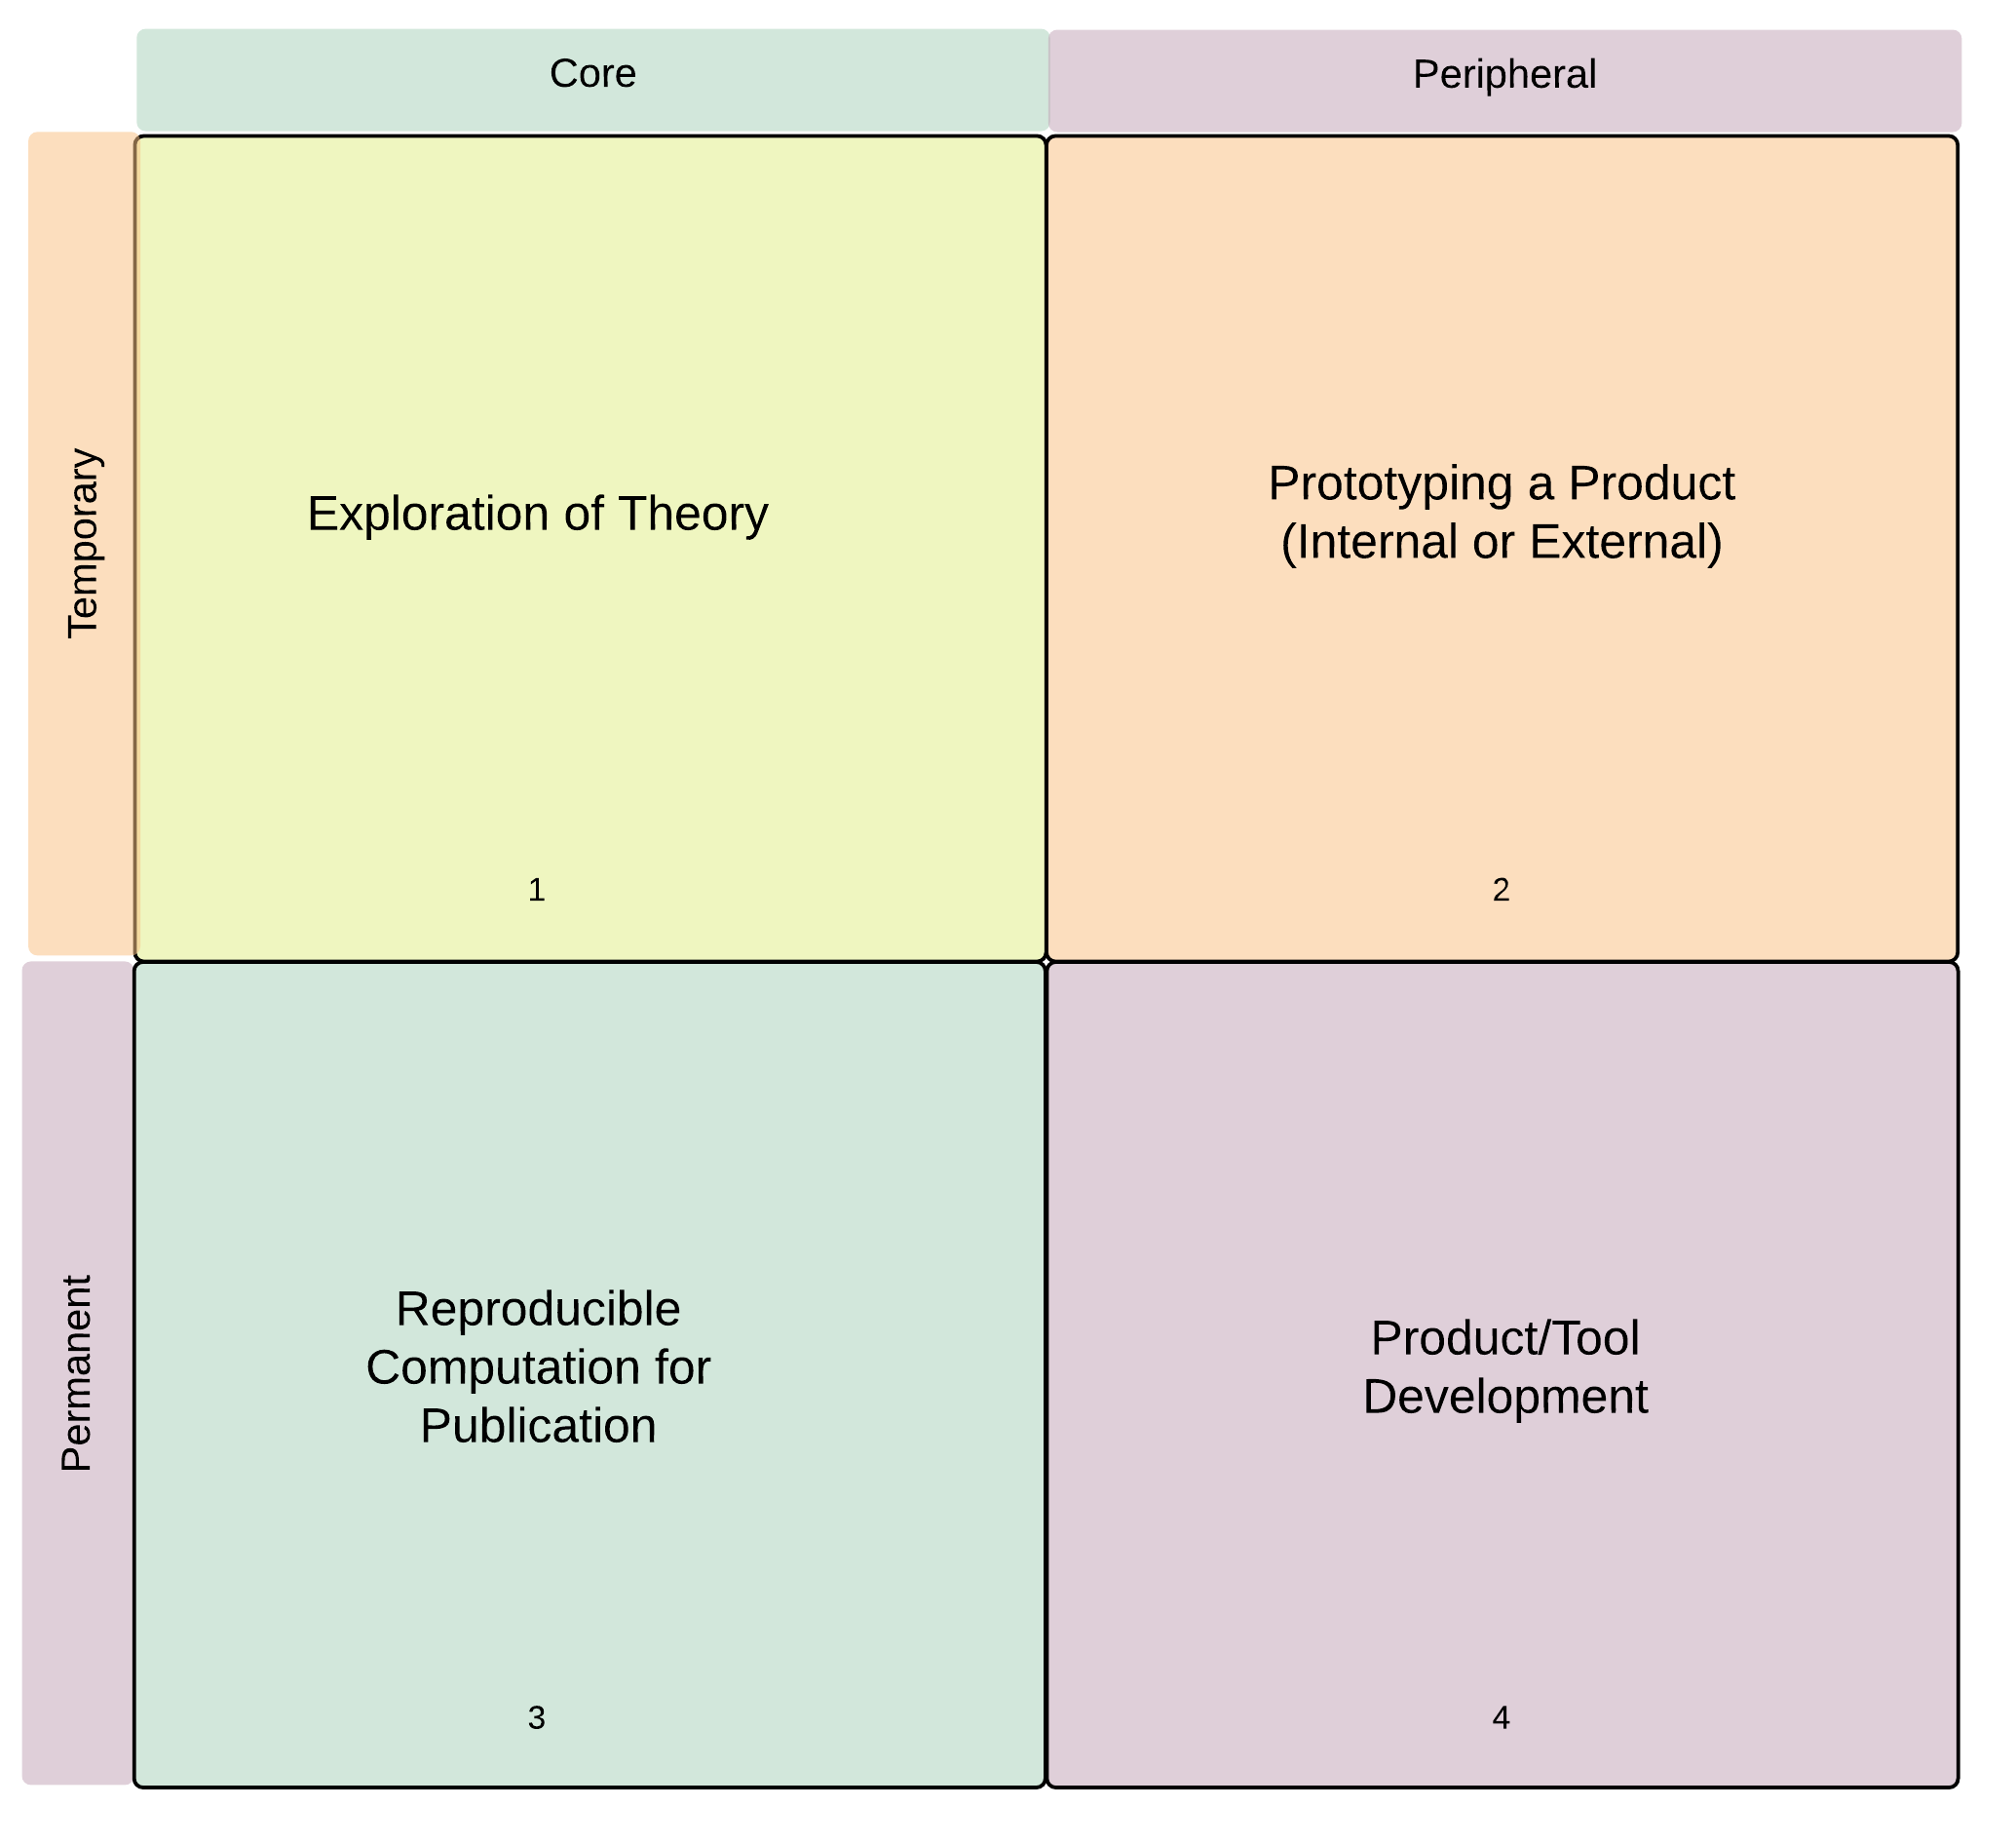 Core
Peripheral
Temporary
Exploration of Theory
1
Prototyping a Product
(Internal or External)
2
Permanent
Reproducible
Computation for
Publication
3
Product/Tool
Development
4